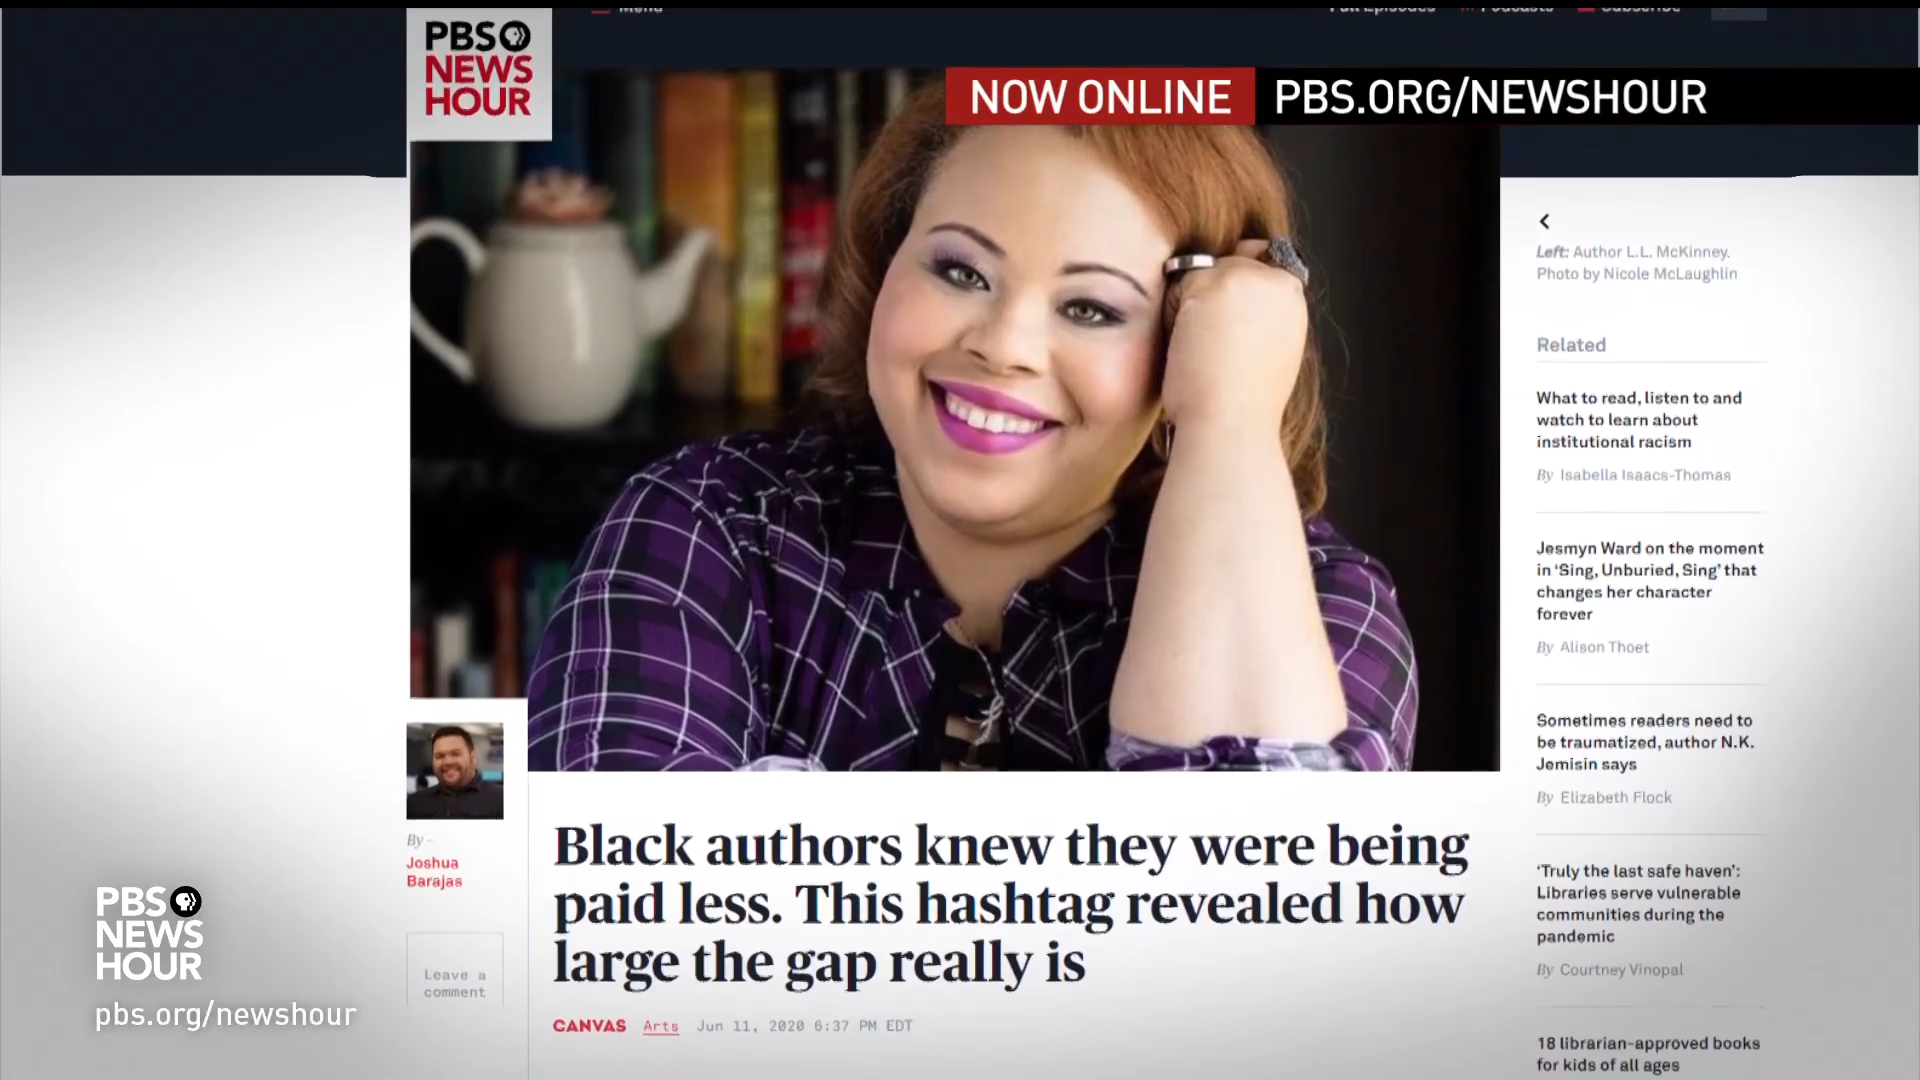 Menu
Full Episodes
Podcasts
Subscribe
PBS
NEWS
HOUR
NOW ONLINE
PBS.ORG/NEWSHOUR
Left: Author L.L. McKinney.
Photo by Nicole McLaughlin
Related
What to read, listen to and
watch to learn about
institutional racism
By Isabella Isaacs-Thomas
Jesmyn Ward on the moment
in ‘Sing, Unburied, Sing’ that
changes her character
forever
By Alison Thoet
Sometimes readers need to
be traumatized, author N.K.
Jemisin says
By Elizabeth Flock
‘Truly the last safe haven’:
Libraries serve vulnerable
communities during the
pandemic
By Courtney Vinopal
18 librarian-approved books
for kids of all ages
By –
Joshua
Barajas
Leave a
comment
Black authors knew they were being
paid less. This hashtag revealed how
large the gap really is
CANVAS Arts Jun 11, 2020 6:37 PM EDT
PBS
NEWS
HOUR
pbs.org/newshour